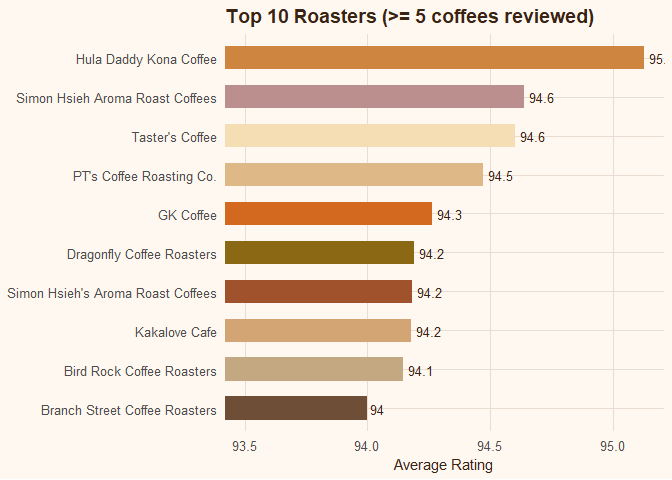 Top 10 Roasters (>= 5 coffees reviewed)
Hula Daddy Kona Coffee 95.
Simon Hsieh Aroma Roast Coffees 94.6
Taster's Coffee 94.6
PT's Coffee Roasting Co. 94.5
GK Coffee 94.3
Dragonfly Coffee Roasters 94.2
Simon Hsieh's Aroma Roast Coffees 94.2
Kakalove Cafe 94.2
Bird Rock Coffee Roasters 94.1
Branch Street Coffee Roasters 94
93.5 94.0 94.5 95.0
Average Rating